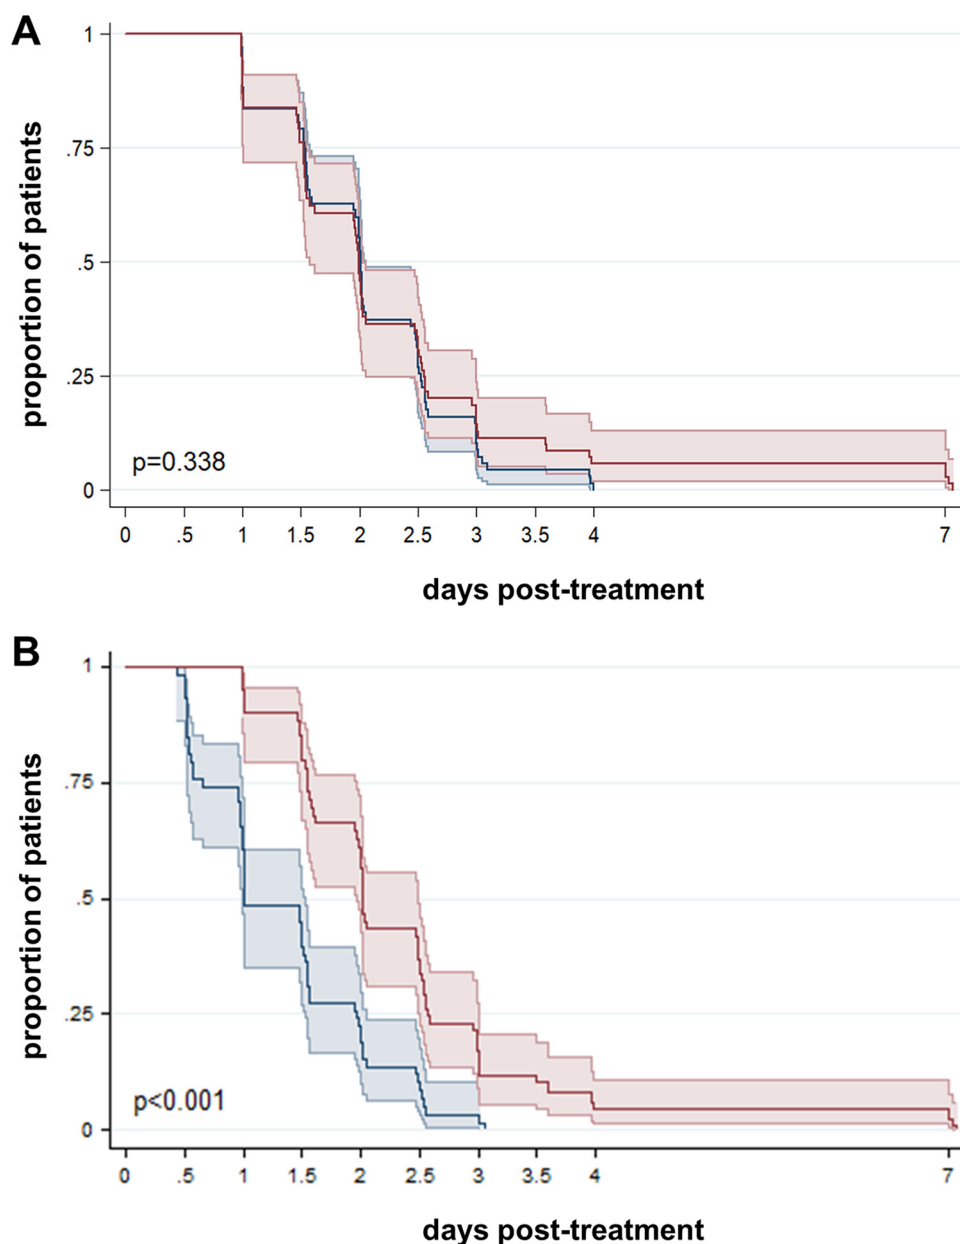 A
1
.75
.5
.25
0
proportion of patients
p=0.338
0 .5 1 1.5 2 2.5 3 3.5 4 7
days post-treatment
B
1
.75
.5
.25
0
proportion of patients
p<0.001
0 .5 1 1.5 2 2.5 3 3.5 4 7
days post-treatment